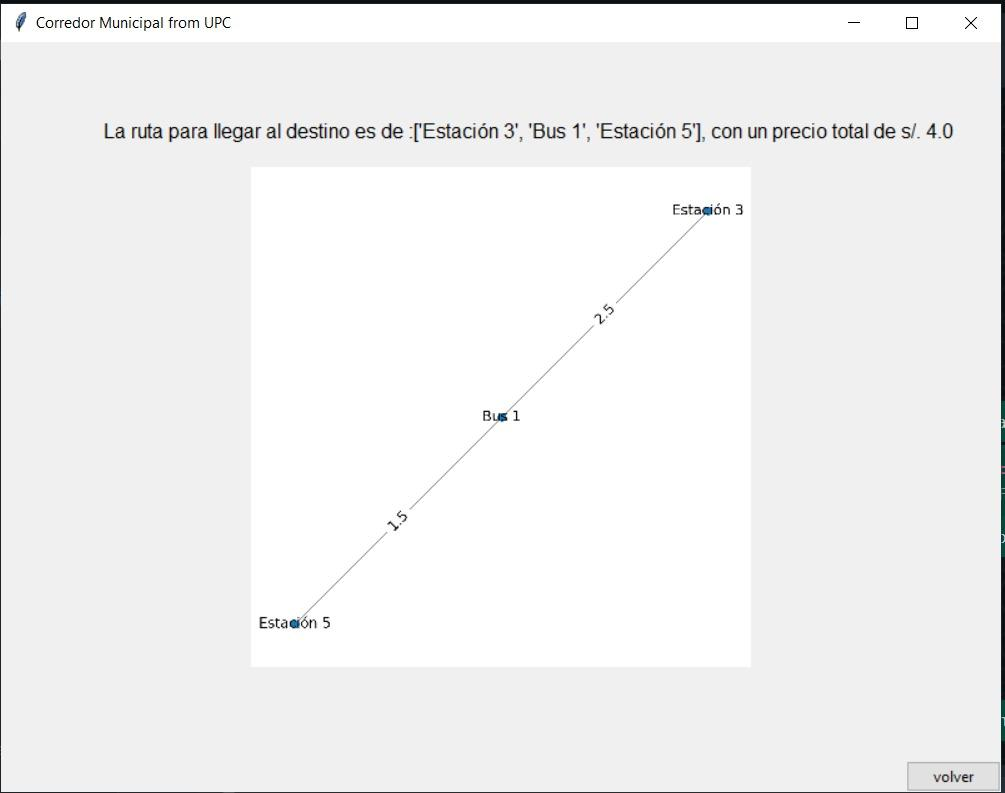 Corredor Municipal from UPC
La ruta para llegar al destino es de :['Estación 3', 'Bus 1', 'Estación 5'], con un precio total de s/. 4.0
Estación 3
2.5
Bus 1
1.5
Estación 5
volver